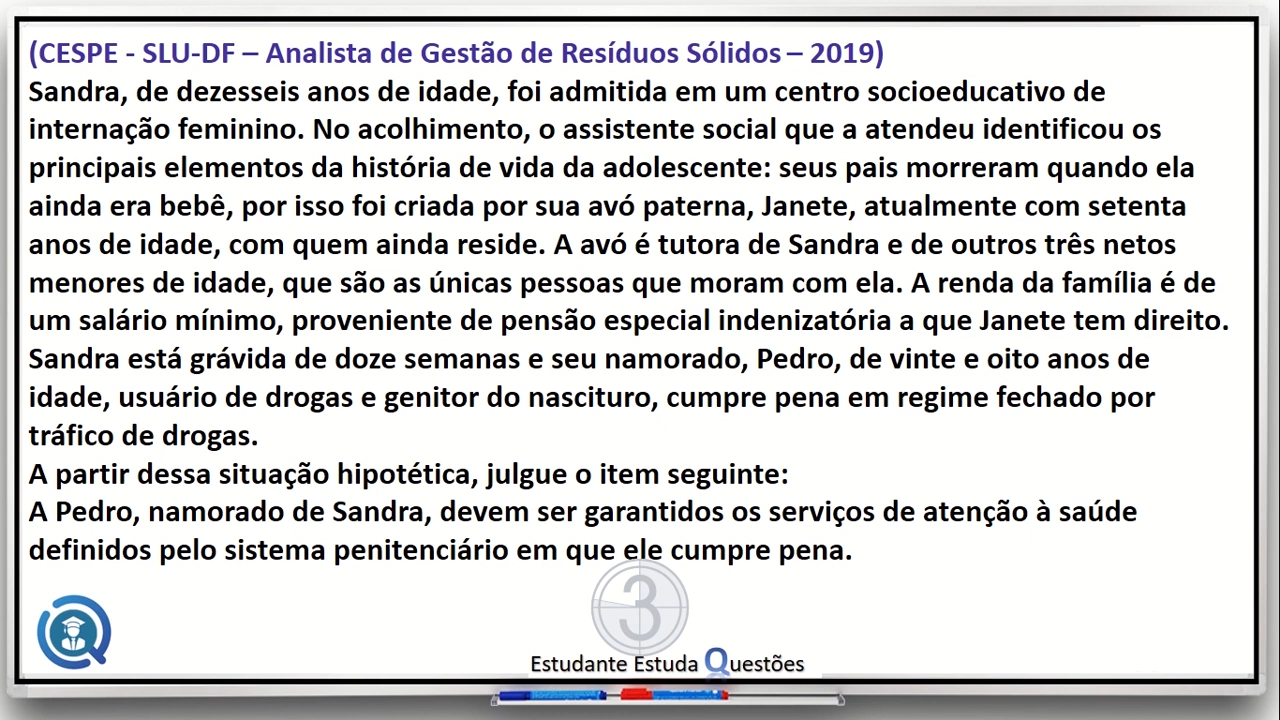 (CESPE - SLU-DF – Analista de Gestão de Resíduos Sólidos – 2019)
Sandra, de dezesseis anos de idade, foi admitida em um centro socioeducativo de
internação feminino. No acolhimento, o assistente social que a atendeu identificou os
principais elementos da história de vida da adolescente: seus pais morreram quando ela
ainda era bebê, por isso foi criada por sua avó paterna, Janete, atualmente com setenta
anos de idade, com quem ainda reside. A avó é tutora de Sandra e de outros três netos
menores de idade, que são as únicas pessoas que moram com ela. A renda da família é de
um salário mínimo, proveniente de pensão especial indenizatória a que Janete tem direito.
Sandra está grávida de doze semanas e seu namorado, Pedro, de vinte e oito anos de
idade, usuário de drogas e genitor do nascituro, cumpre pena em regime fechado por
tráfico de drogas.
A partir dessa situação hipotética, julgue o item seguinte:
A Pedro, namorado de Sandra, devem ser garantidos os serviços de atenção à saúde
definidos pelo sistema penitenciário em que ele cumpre pena.
3
Estudante Estuda Questões